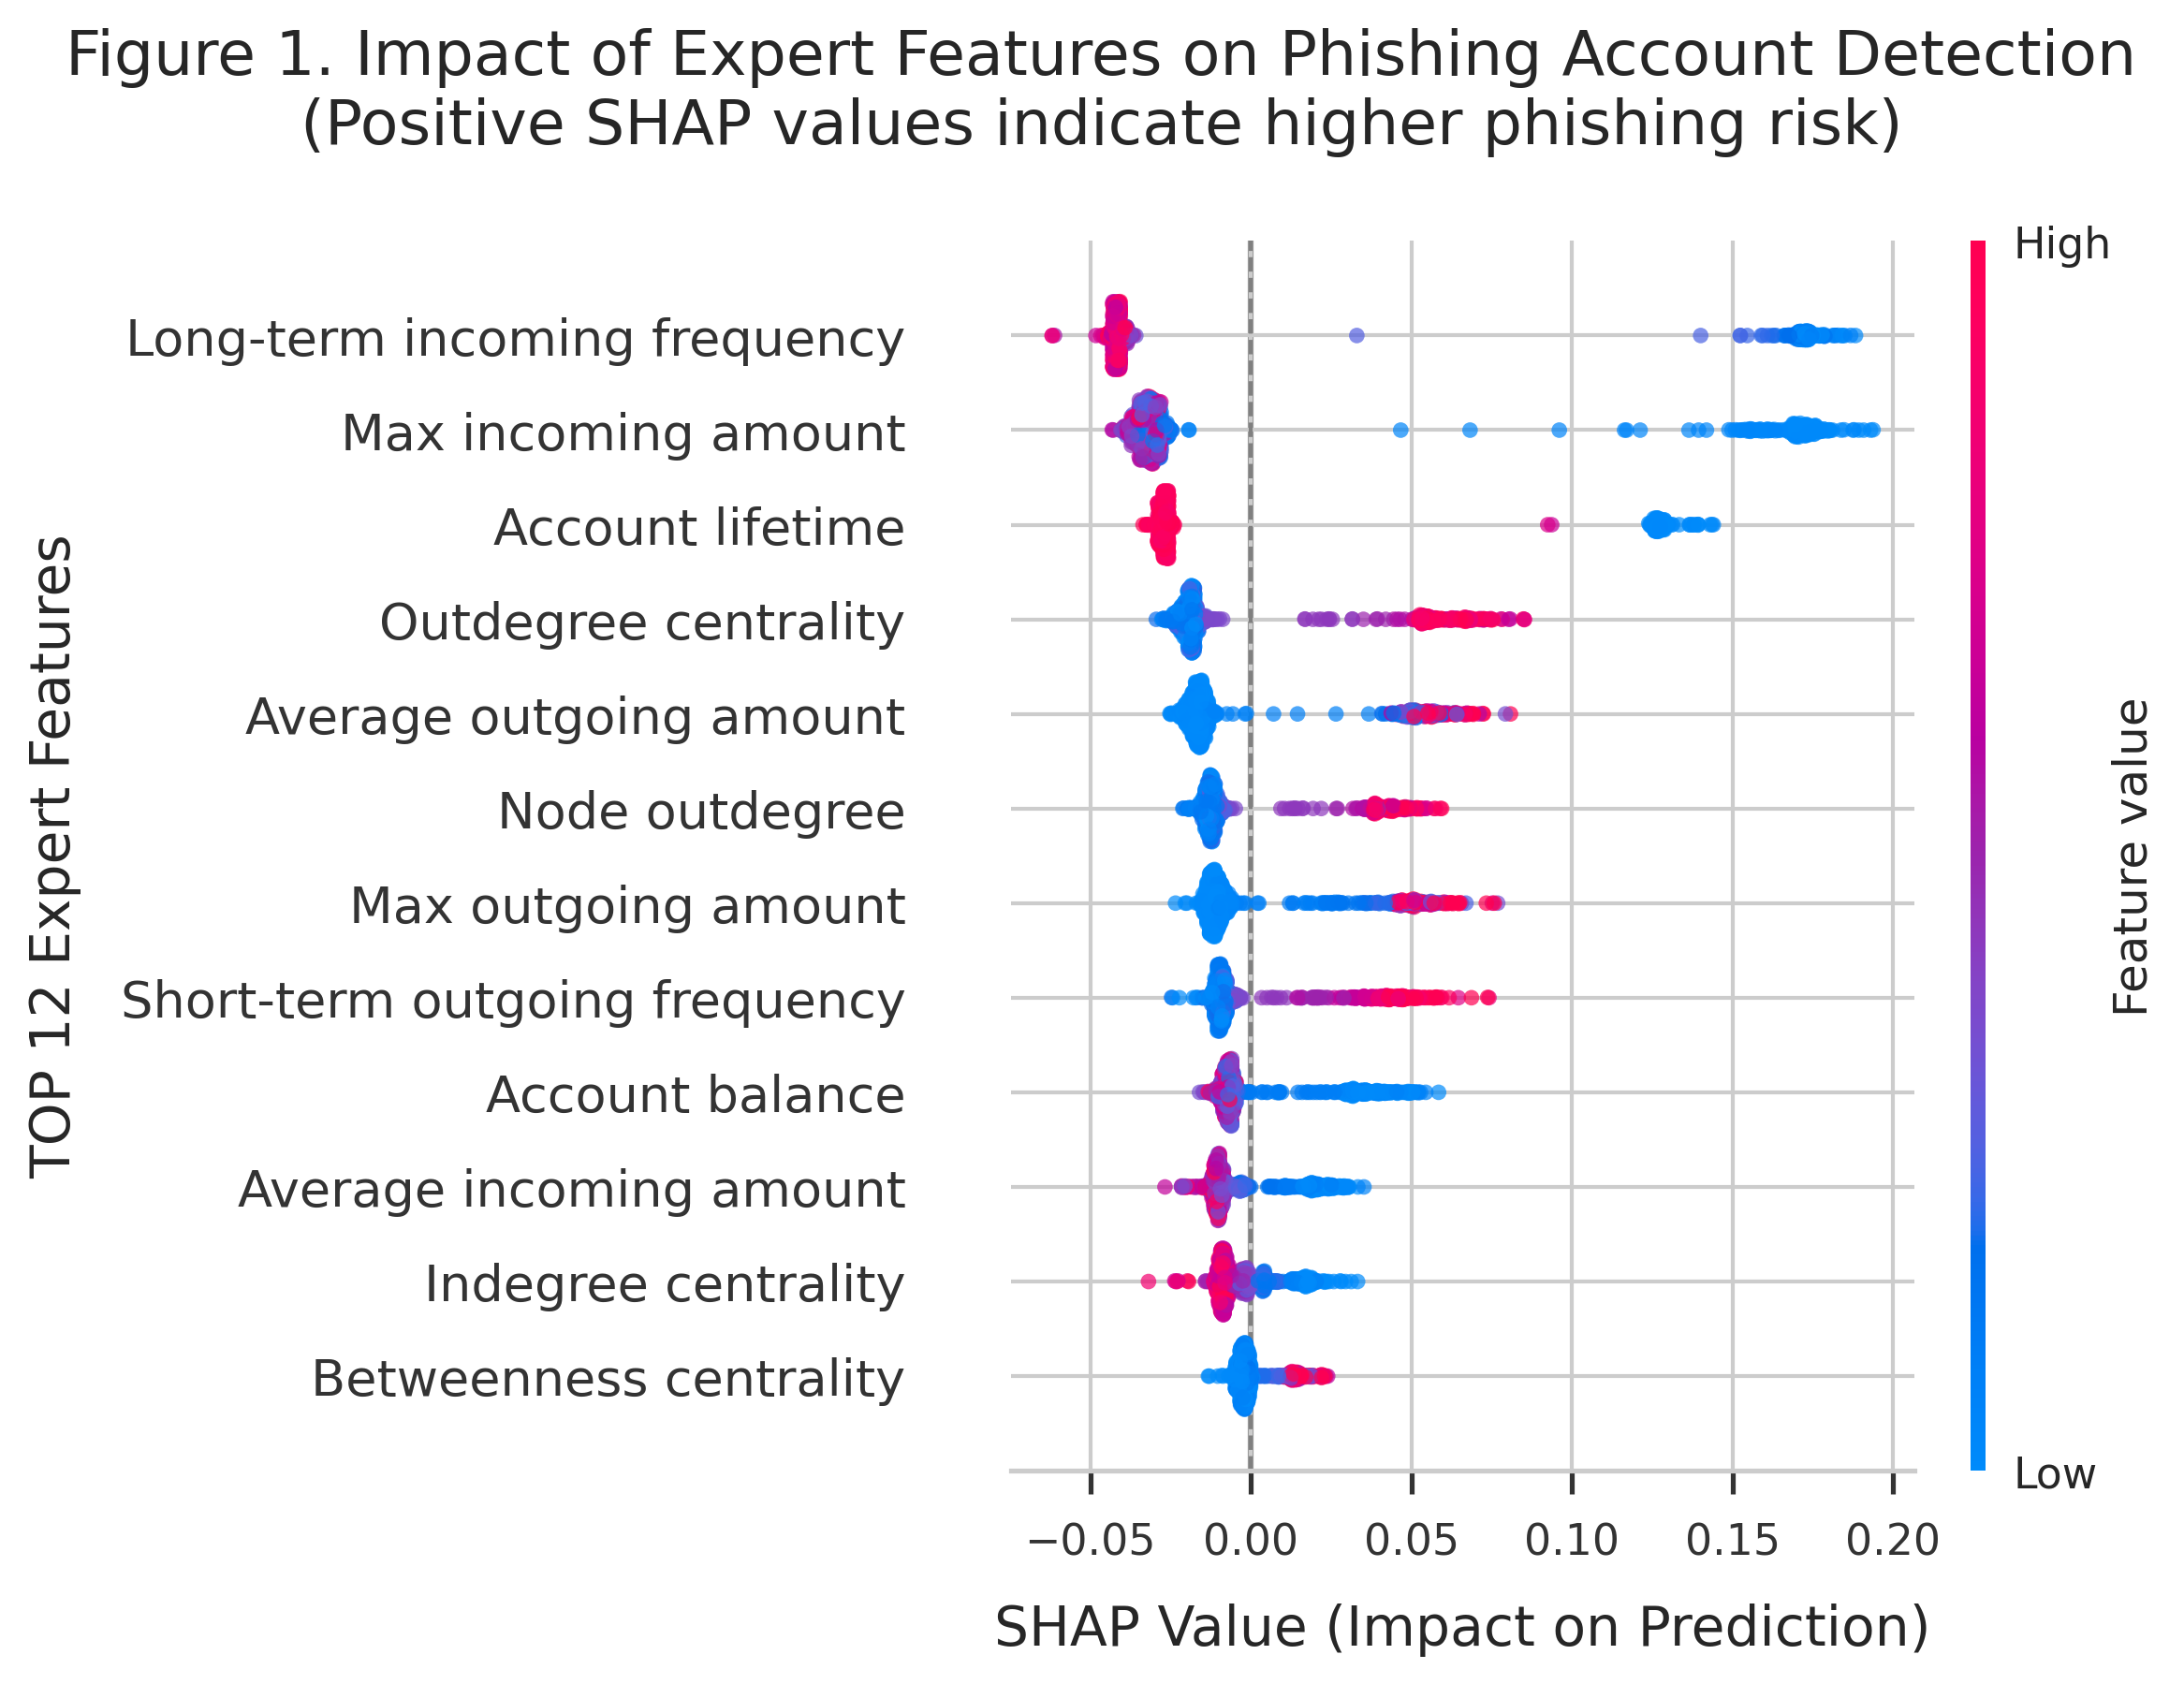 Figure 1. Impact of Expert Features on Phishing Account Detection
(Positive SHAP values indicate higher phishing risk)
High
Long-term incoming frequency
Max incoming amount
Account lifetime
Outdegree centrality
Average outgoing amount
Node outdegree
Max outgoing amount
Short-term outgoing frequency
Account balance
Average incoming amount
Indegree centrality
Betweenness centrality
TOP 12 Expert Features
Feature value
Low
−0.05 0.00 0.05 0.10 0.15 0.20
SHAP Value (Impact on Prediction)